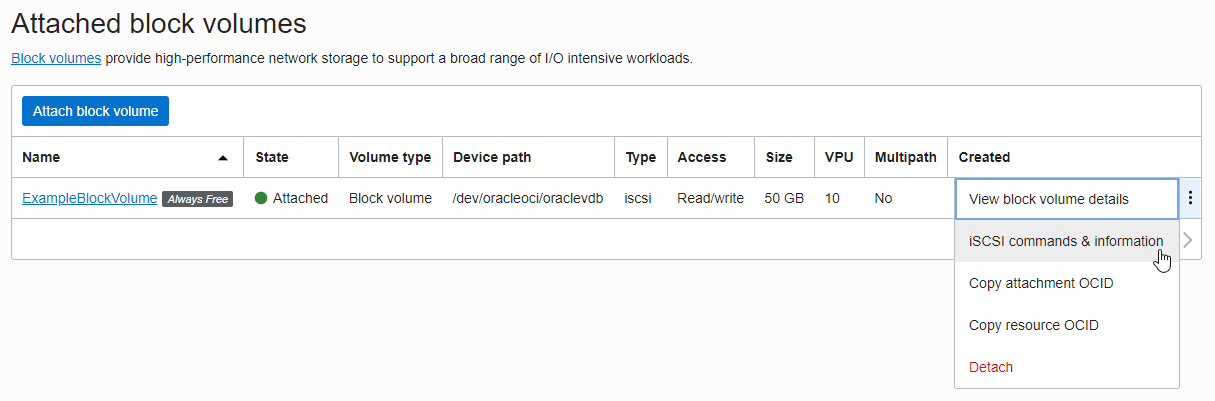 Attached block volumes
Block volumes provide high-performance network storage to support a broad range of I/O intensive workloads.
Attach block volume
Name State Volume type Device path Type Access Size VPU Multipath Created
ExampleBlockVolume Always Free Attached Block volume /dev/oracleoci/oraclevdb iscsi Read/write 50 GB 10 No
View block volume details
iSCSI commands & information
Copy attachment OCID
Copy resource OCID
Detach